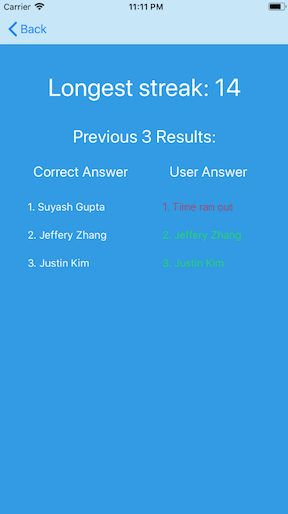 Carrier 11:11 PM
Back
Longest streak: 14
Previous 3 Results:
Correct Answer User Answer
1. Suyash Gupta 1. Time ran out
2. Jeffery Zhang 2. Jeffery Zhang
3. Justin Kim 3. Justin Kim